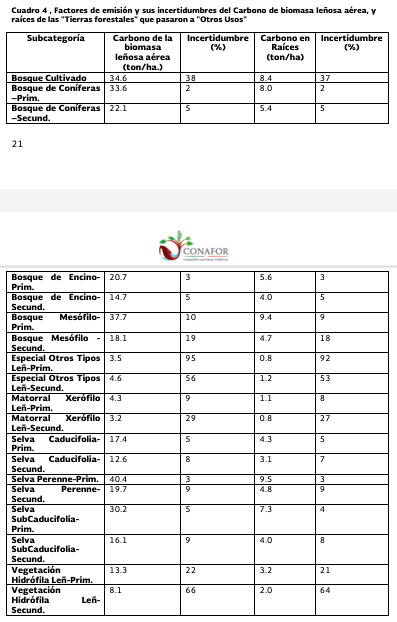 Cuadro 4 , Factores de emisión y sus incertidumbres del Carbono de biomasa leñosa aérea, y
raíces de las "Tierras forestales" que pasaron a "Otros Usos"
Subcategoría Carbono de la biomasa leñosa aérea (ton/ha.) Incertidumbre (%) Carbono en Raíces (ton/ha) Incertidumbre (%)
Bosque Cultivado 34.6 38 8.4 37
Bosque de Coníferas –Prim. 33.6 2 8.0 2
Bosque de Coníferas –Secund. 22.1 5 5.4 5
21
CONAFOR
Bosque de Encino-Prim. 20.7 3 5.6 3
Bosque de Encino-Secund. 14.7 5 4.0 5
Bosque Mesófilo-Prim. 37.7 10 9.4 9
Bosque Mesófilo -Secund. 18.1 19 4.7 18
Especial Otros Tipos Leñ-Prim. 3.5 95 0.8 92
Especial Otros Tipos Leñ-Secund. 4.6 56 1.2 53
Matorral Xerófilo Leñ-Prim. 4.3 9 1.1 8
Matorral Xerófilo Leñ-Secund. 3.2 29 0.8 27
Selva Caducifolia-Prim. 17.4 5 4.3 5
Selva Caducifolia-Secund. 12.6 8 3.1 7
Selva Perenne-Prim. 40.4 3 9.5 3
Selva Perenne-Secund. 19.7 9 4.8 9
Selva SubCaducifolia-Prim. 30.2 5 7.3 4
Selva SubCaducifolia-Secund. 16.1 9 4.0 8
Vegetación Hidrófila Leñ-Prim. 13.3 22 3.2 21
Vegetación Hidrófila Leñ-Secund. 8.1 66 2.0 64